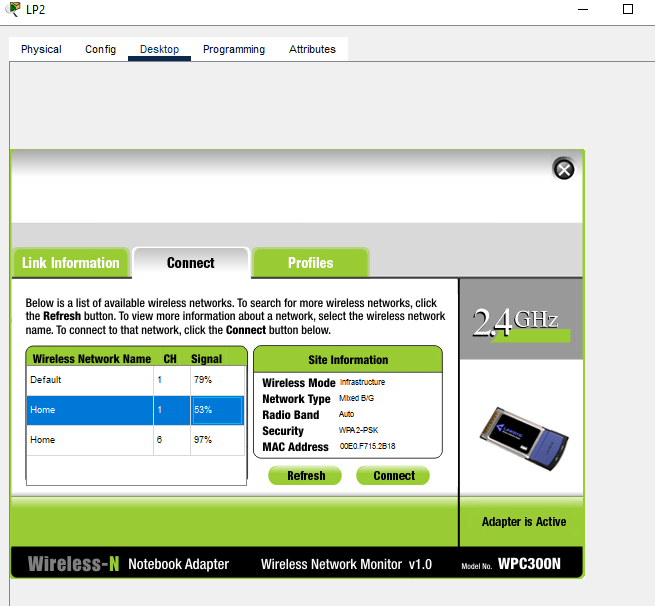 LP2
Physical Config Desktop Programming Attributes
Link Information Connect Profiles
Below is a list of available wireless networks. To search for more wireless networks, click
the Refresh button. To view more information about a network, select the wireless network
name. To connect to that network, click the Connect button below.
2.4GHz
Wireless Network Name CH Signal
Default 1 79%
Home 1 53%
Home 6 97%
Site Information
Wireless Mode Infrastructure
Network Type Mixed B/G
Radio Band Auto
Security WPA2-PSK
MAC Address 00E0.F715.2B18
Refresh Connect
Adapter is Active
Wireless-N Notebook Adapter Wireless Network Monitor v1.0 Model No. WPC300N